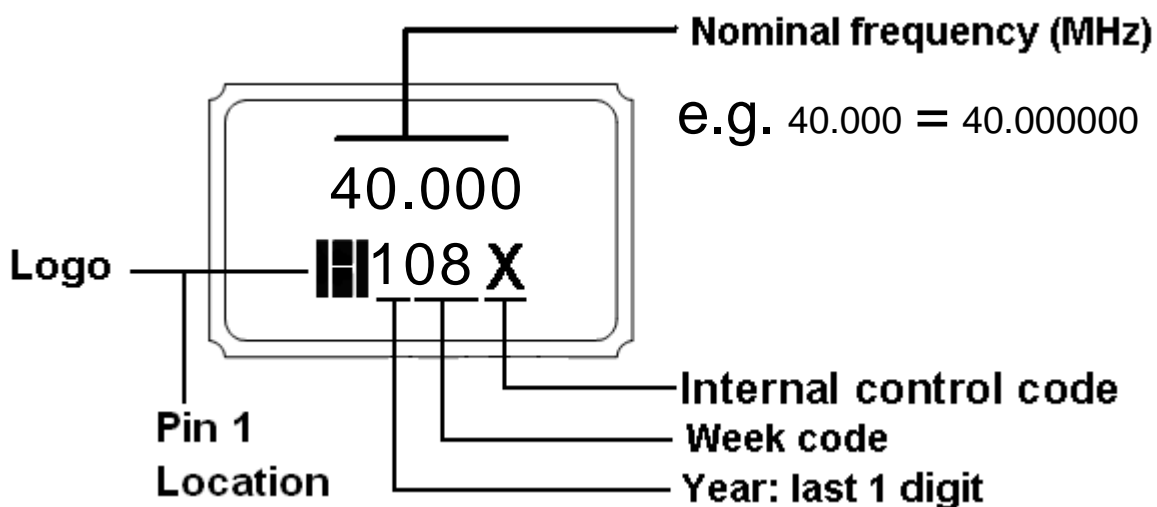 Nominal frequency (MHz)
e.g. 40.000 = 40.000000
40.000
Logo
108 X
Internal control code
Pin 1
Location
Week code
Year: last 1 digit